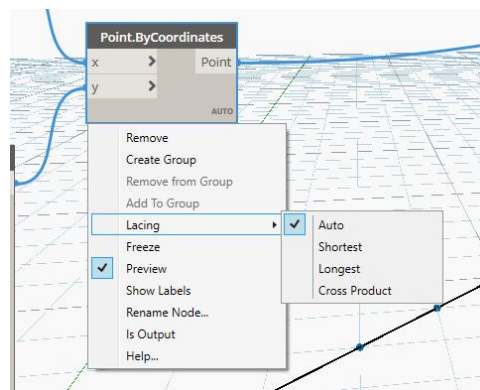 Point.ByCoordinates
x > Point
y >
AUTO
Remove
Create Group
Remove from Group
Add To Group
Lacing
Auto
Freeze
Shortest
Preview
Longest
Show Labels
Cross Product
Rename Node...
Is Output
Help...